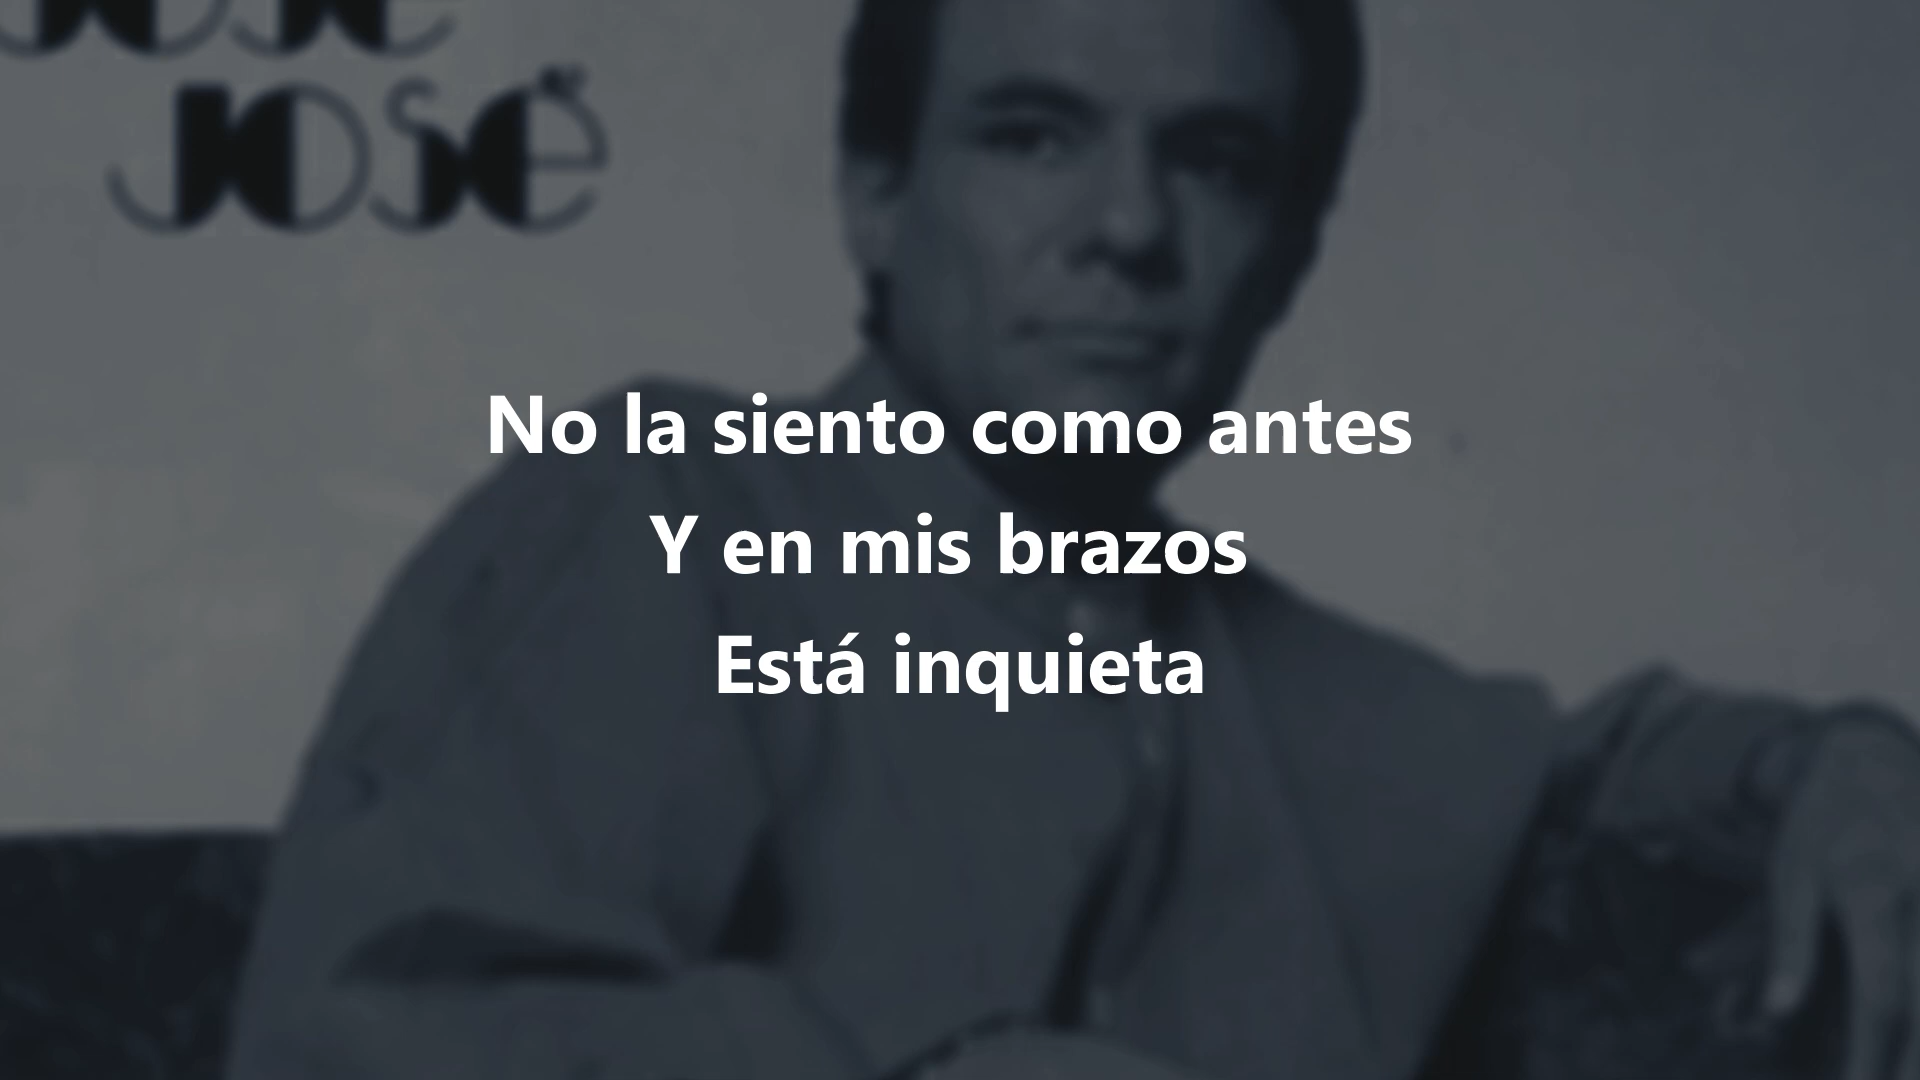 José
José
No la siento como antes
Y en mis brazos
Está inquieta